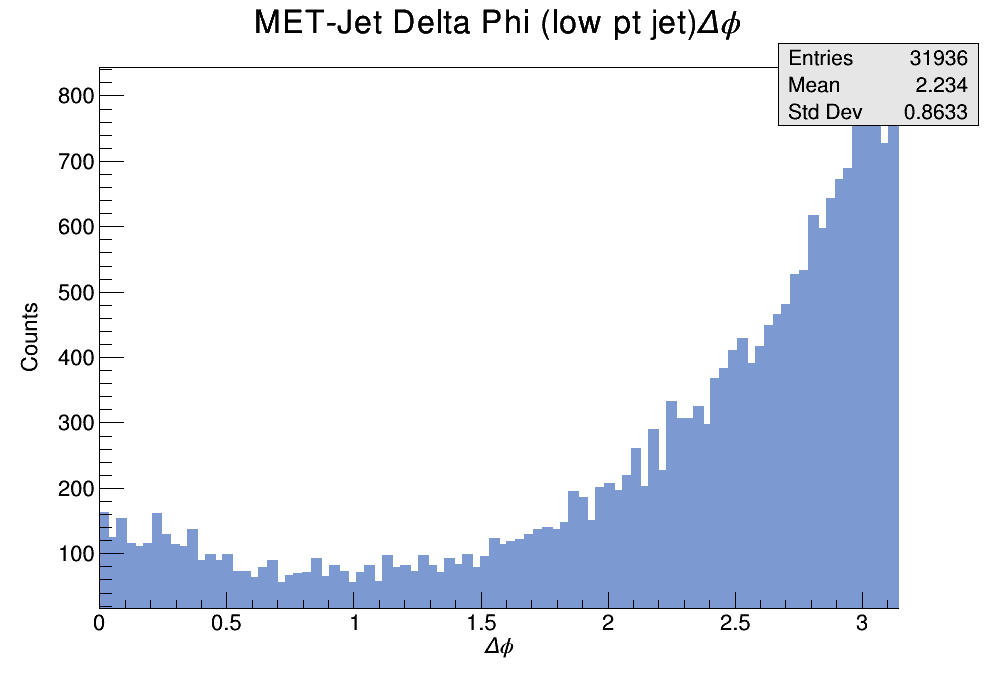 MET-Jet Delta Phi (low pt jet)Δϕ
Entries 31936
Mean 2.234
Std Dev 0.8633
800
700
600
500
400
300
200
100
Counts
0 0.5 1 1.5 2 2.5 3
Δϕ